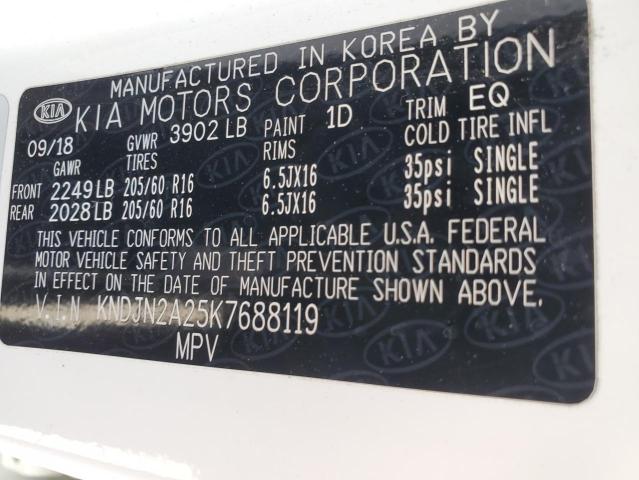 MANUFACTURED IN KOREA BY
KIA KIA MOTORS CORPORATION
09/18 GVWR 3902 LB PAINT 1D TRIM EQ
GAWR TIRES RIMS COLD TIRE INFL
FRONT 2249 LB 205/60 R16 6.5JX16 35psi SINGLE
REAR 2028 LB 205/60 R16 6.5JX16 35psi SINGLE
THIS VEHICLE CONFORMS TO ALL APPLICABLE U.S.A. FEDERAL
MOTOR VEHICLE SAFETY AND THEFT PREVENTION STANDARDS
IN EFFECT ON THE DATE OF MANUFACTURE SHOWN ABOVE.
V.I.N KNDJN2A25K7688119
MPV